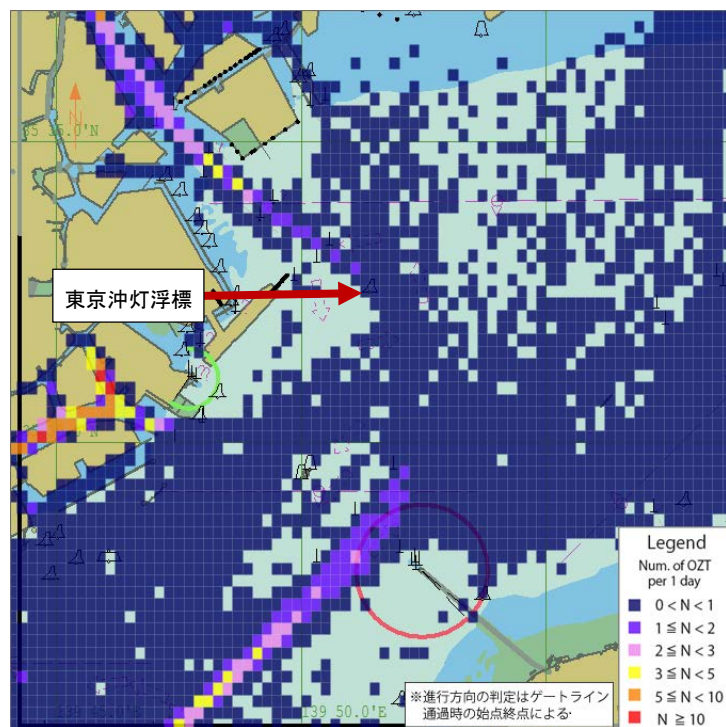 N
35 35.0'N
東京沖灯浮標
Legend
Num. of OZT
per 1 day
0 < N < 1
1 ≦ N < 2
2 ≦ N < 3
3 ≦ N < 5
5 ≦ N < 10
N ≧ 10
※進行方向の判定はゲートライン
通過時の始点終点による·
139 50.0'E